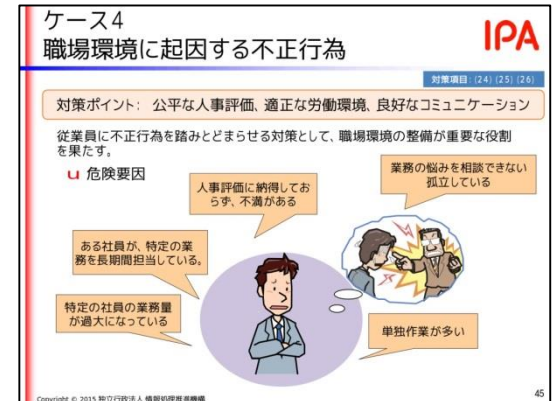 ケース4
職場環境に起因する不正行為
IPA
対策項目:(24)(25)(26)
対策ポイント: 公平な人事評価、適正な労働環境、良好なコミュニケーション
従業員に不正行為を踏みとどまらせる対策として、職場環境の整備が重要な役割
を果たす。
u 危険要因
人事評価に納得してお
らず、不満がある
業務の悩みを相談できない
孤立している
ある社員が、特定の業
務を長期間担当している。
特定の社員の業務量
が過大になっている
単独作業が多い
Copyright © 2015 独立行政法人 情報処理推進機構
45